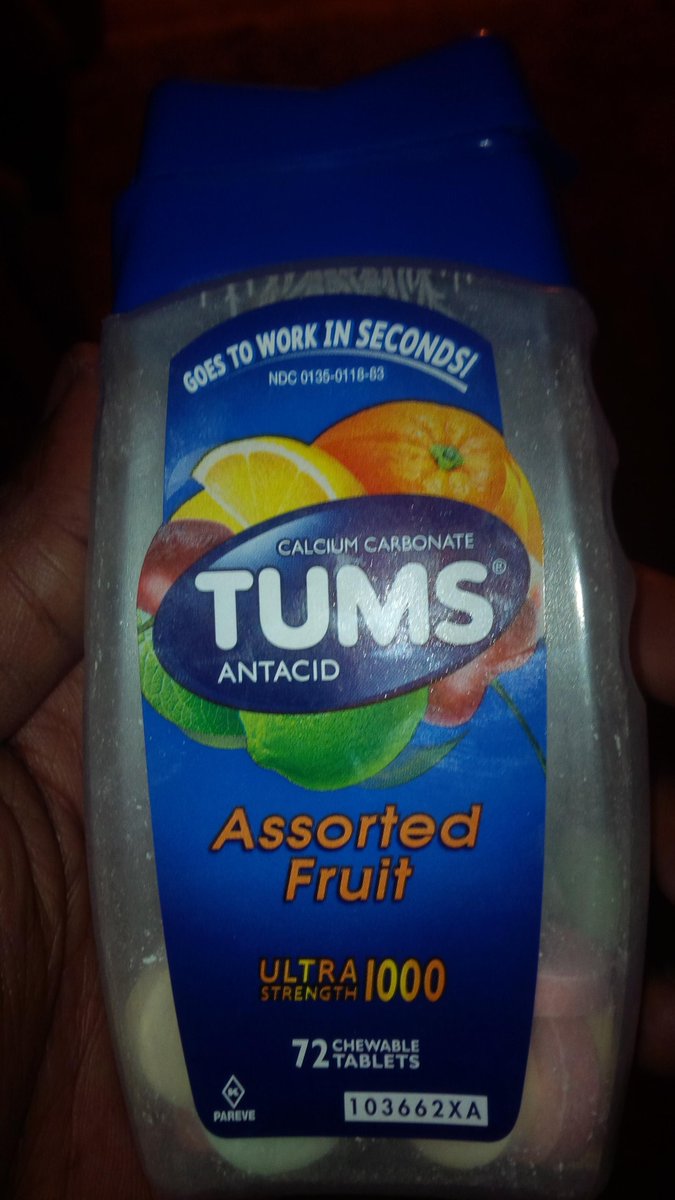 GOES TO WORK IN SECONDS!
NDC 0135-0118-83
CALCIUM CARBONATE
TUMS®
ANTACID
Assorted
Fruit
ULTRA
STRENGTH 1000
72 CHEWABLE
TABLETS
K
PAREVE
103662XA